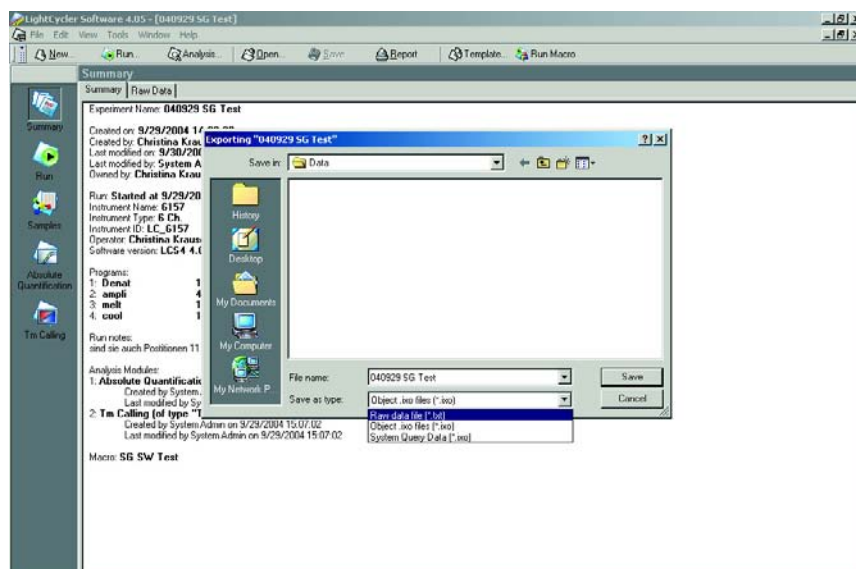 LightCycler Software 4.05 - [040929 SG Test]
File Edit View Tools Window Help
New... Run... Analysis... Open... Save Report Template... Run Macro
Summary
Summary Raw Data
Summary
Run
Samples
Absolute Quantification
Tm Calling
Experiment Name: 040929 SG Test
Created on: 9/29/2004
Created by: Christina Krau
Last modified on: 9/30/200
Last modified by: System A
Owned by: Christina Krau
Run: Started at 9/29/20
Instrument Name: 6157
Instrument Type: 6 Ch.
Instrument ID: LC_6157
Operator: Christina Kraus
Software version: LCS4 4.0
Programs:
1: Denat 1
2: ampli 4
3: melt 1
4: cool 1
Run notes:
sind sie auch Positionen 11
Analysis Modules:
1: Absolute Quantificatio
Created by System
Last modified by Sy
2: Tm Calling (of type "T
Created by System Admin on 9/29/2004 15:07:02
Last modified by System Admin on 9/29/2004 15:07:02
Macro: SG SW Test
Exporting "040929 SG Test"
Save in: Data
History
Desktop
My Documents
My Computer
My Network P...
File name: 040929 SG Test Save
Save as type: Object .ixo files (*.ixo) Cancel
Raw data file (*.txt)
Object .ixo files (*.ixo)
System Query Data (*.ixo)